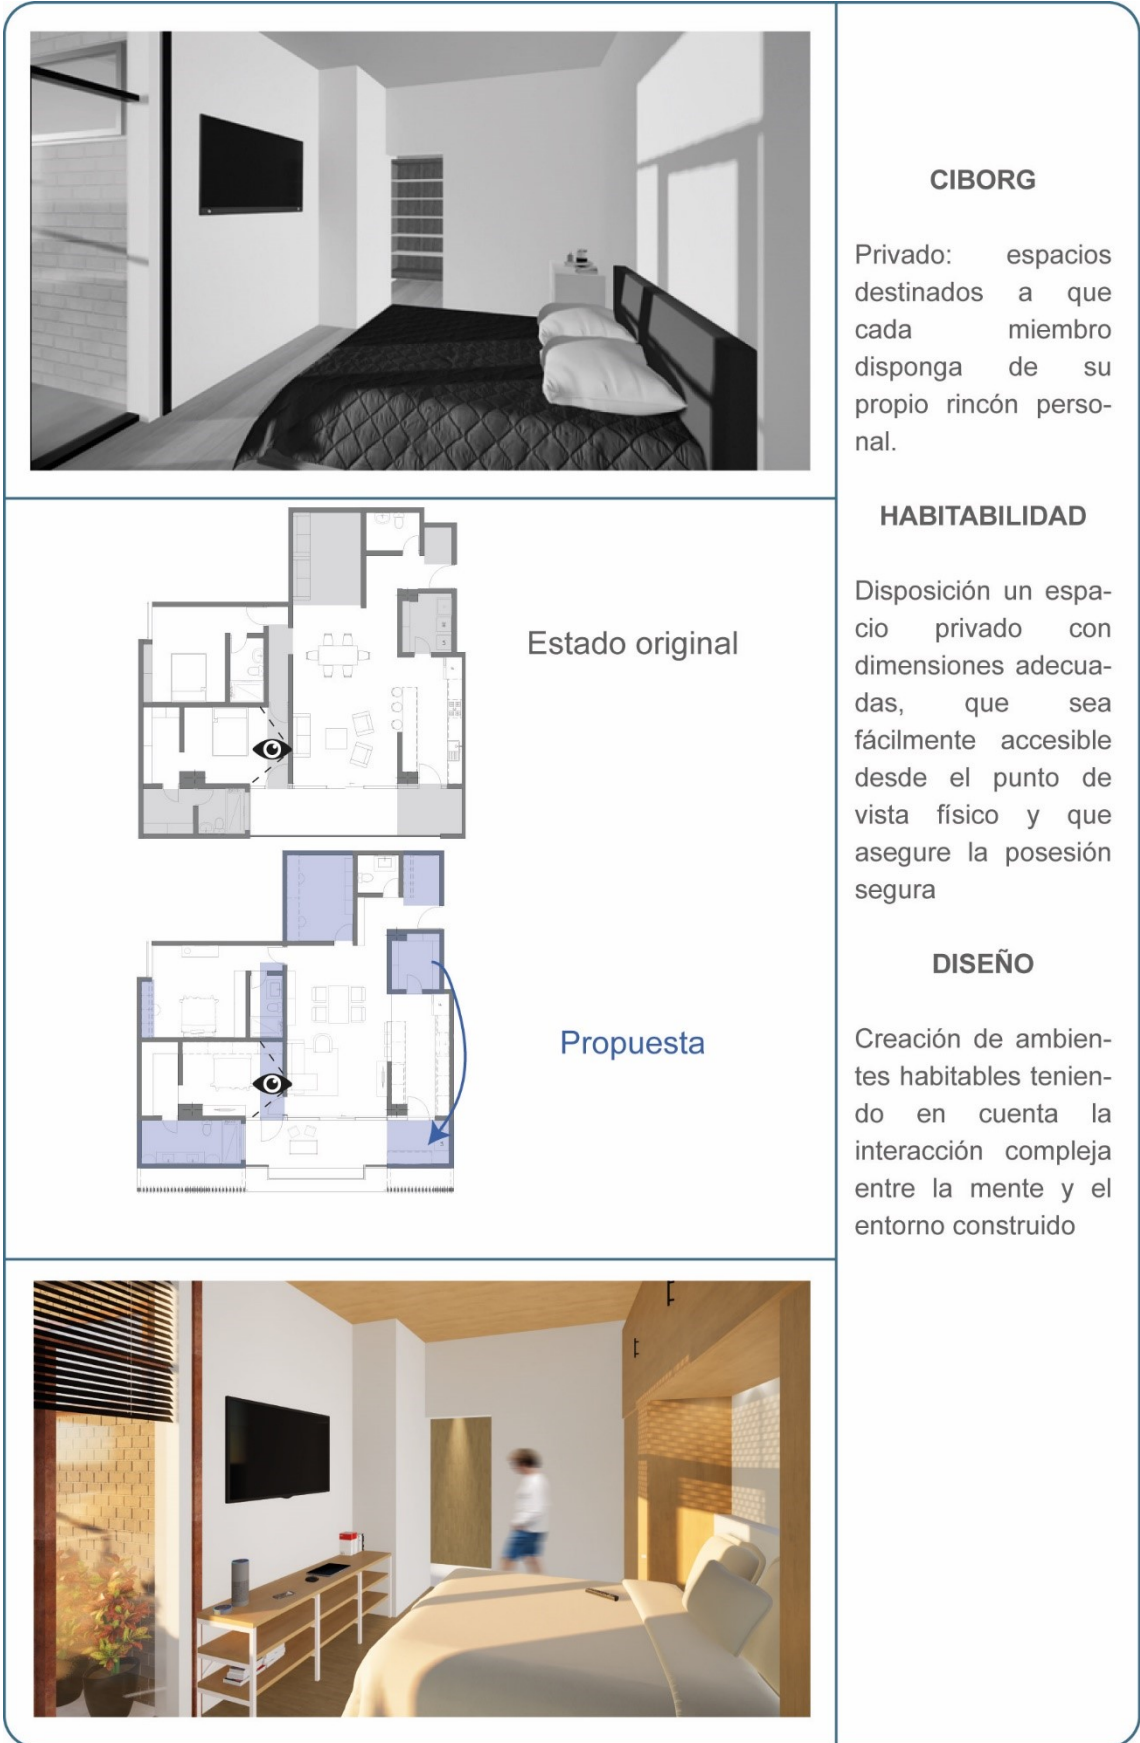 CIBORG
Privado: espacios
destinados a que
cada miembro
disponga de su
propio rincón perso-
nal.
HABITABILIDAD
Disposición un espa-
cio privado con
dimensiones adecua-
das, que sea
fácilmente accesible
desde el punto de
vista físico y que
asegure la posesión
segura
DISEÑO
Creación de ambien-
tes habitables tenien-
do en cuenta la
interacción compleja
entre la mente y el
entorno construido
Estado original
Propuesta